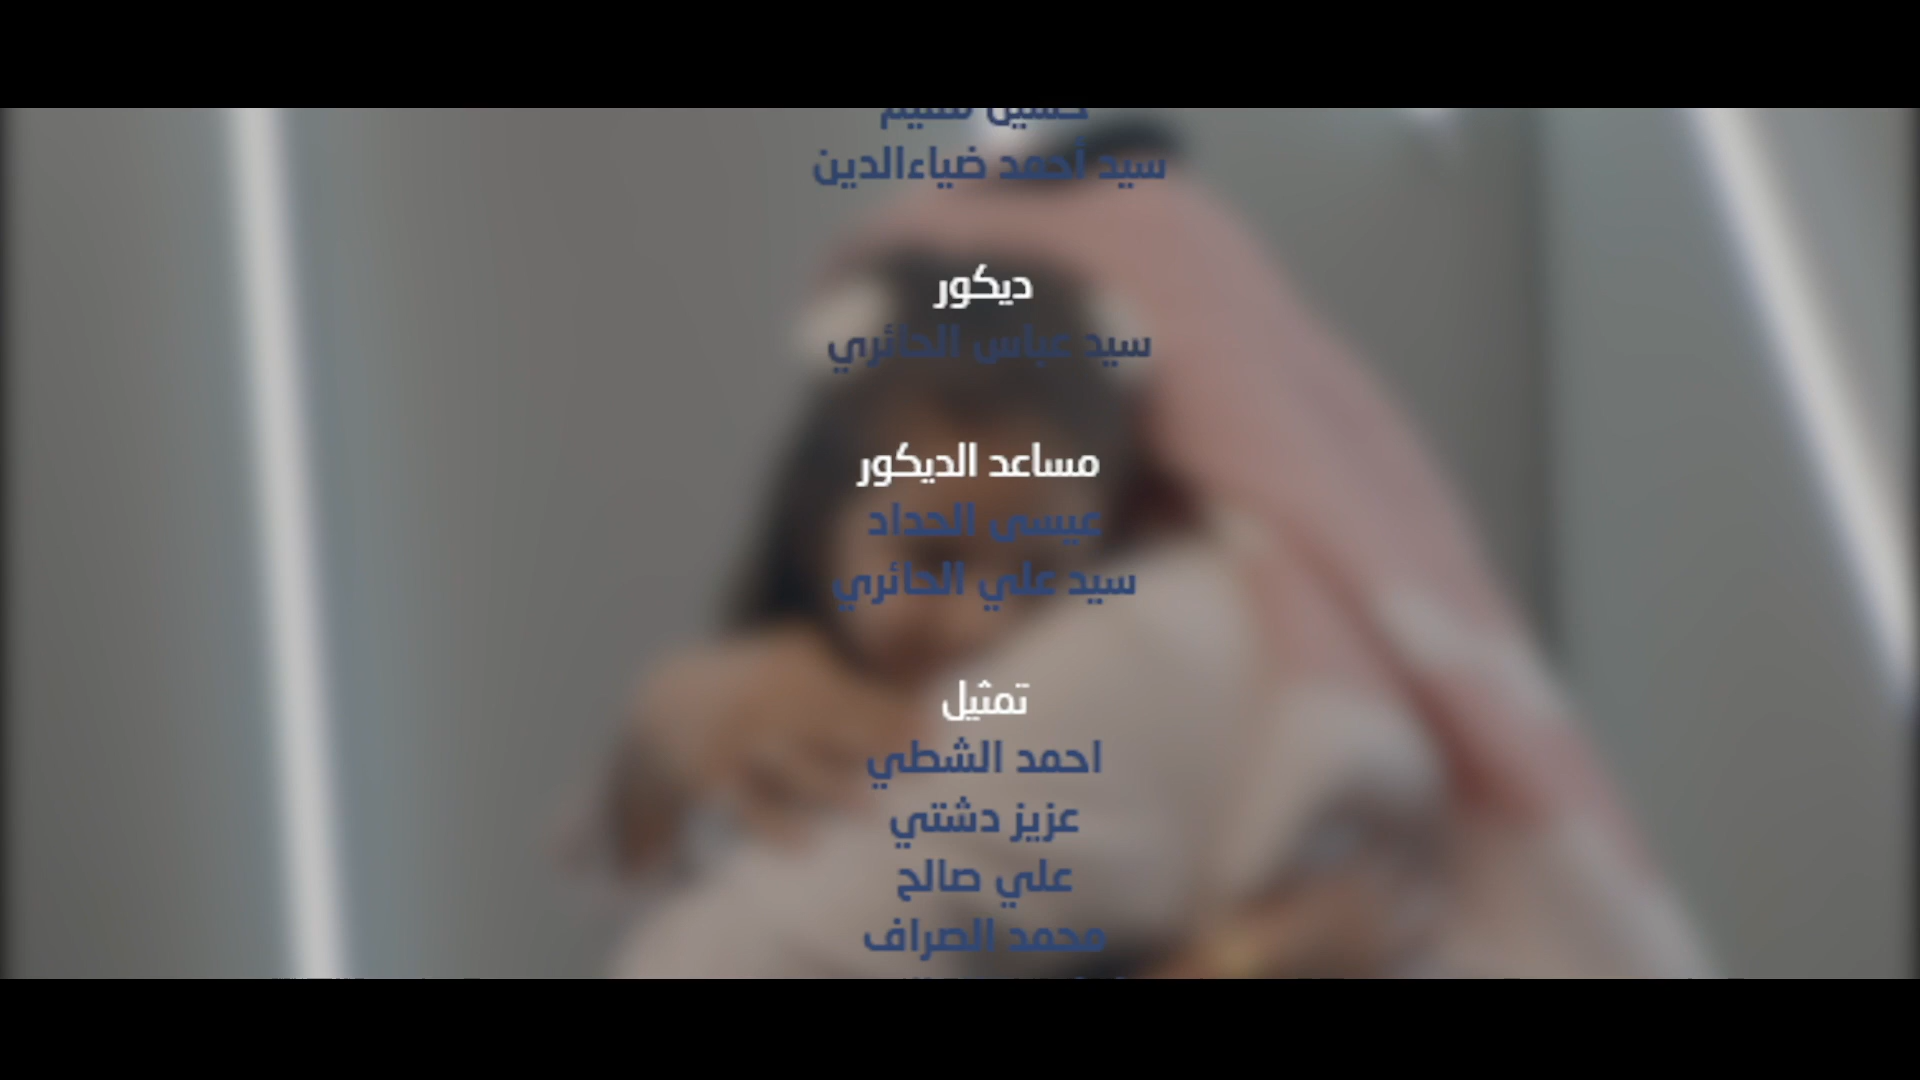 سيد أحمد ضياءالدين
ديكور
سيد عباس الحائري
مساعد الديكور
عيسى الحداد
سيد علي الحائري
تمثيل
احمد الشطي
عزيز دشتي
علي صالح
محمد الصراف